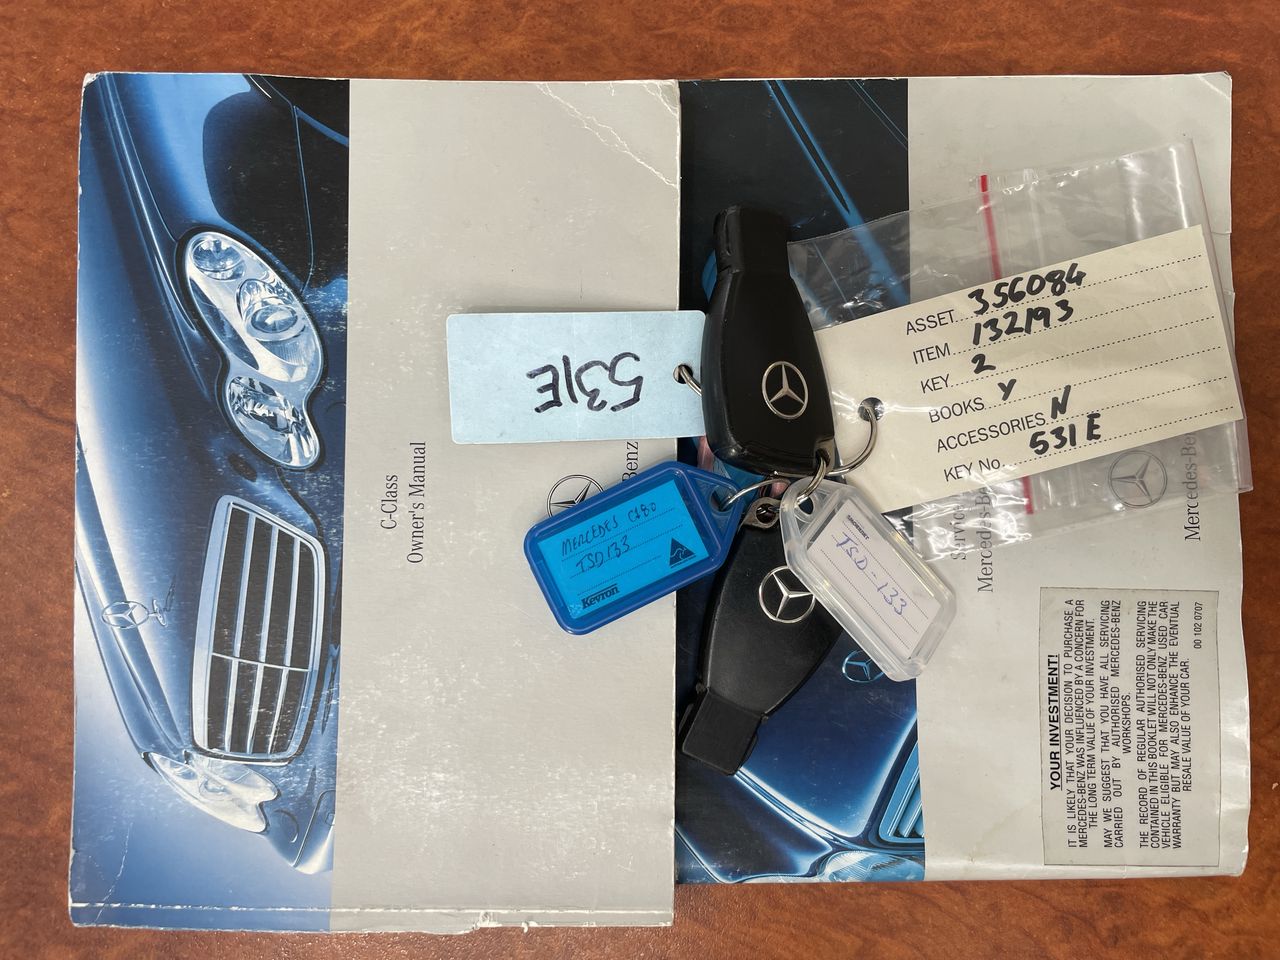 C-Class
Owner's Manual
531E
Benz
MERCEDES C180
TSD133
Kevron
TSD-133
ASSET 356084
ITEM 132193
KEY 2
BOOKS Y
ACCESSORIES N
KEY No. 531E
Mercedes-Be
Mercedes-Be
YOUR INVESTMENT!
IT IS LIKELY THAT YOUR DECISION TO PURCHASE A
MERCEDES-BENZ WAS INFLUENCED BY A CONCERN FOR
THE LONG TERM VALUE OF YOUR INVESTMENT.
MAY WE SUGGEST THAT YOU HAVE ALL SERVICING
CARRIED OUT BY AUTHORISED MERCEDES-BENZ
WORKSHOPS.
THE RECORD OF REGULAR AUTHORISED SERVICING
CONTAINED IN THIS BOOKLET WILL NOT ONLY MAKE THE
VEHICLE ELIGIBLE FOR MERCEDES-BENZ USED CAR
WARRANTY BUT MAY ALSO ENHANCE THE EVENTUAL
RESALE VALUE OF YOUR CAR.
00 102 0707